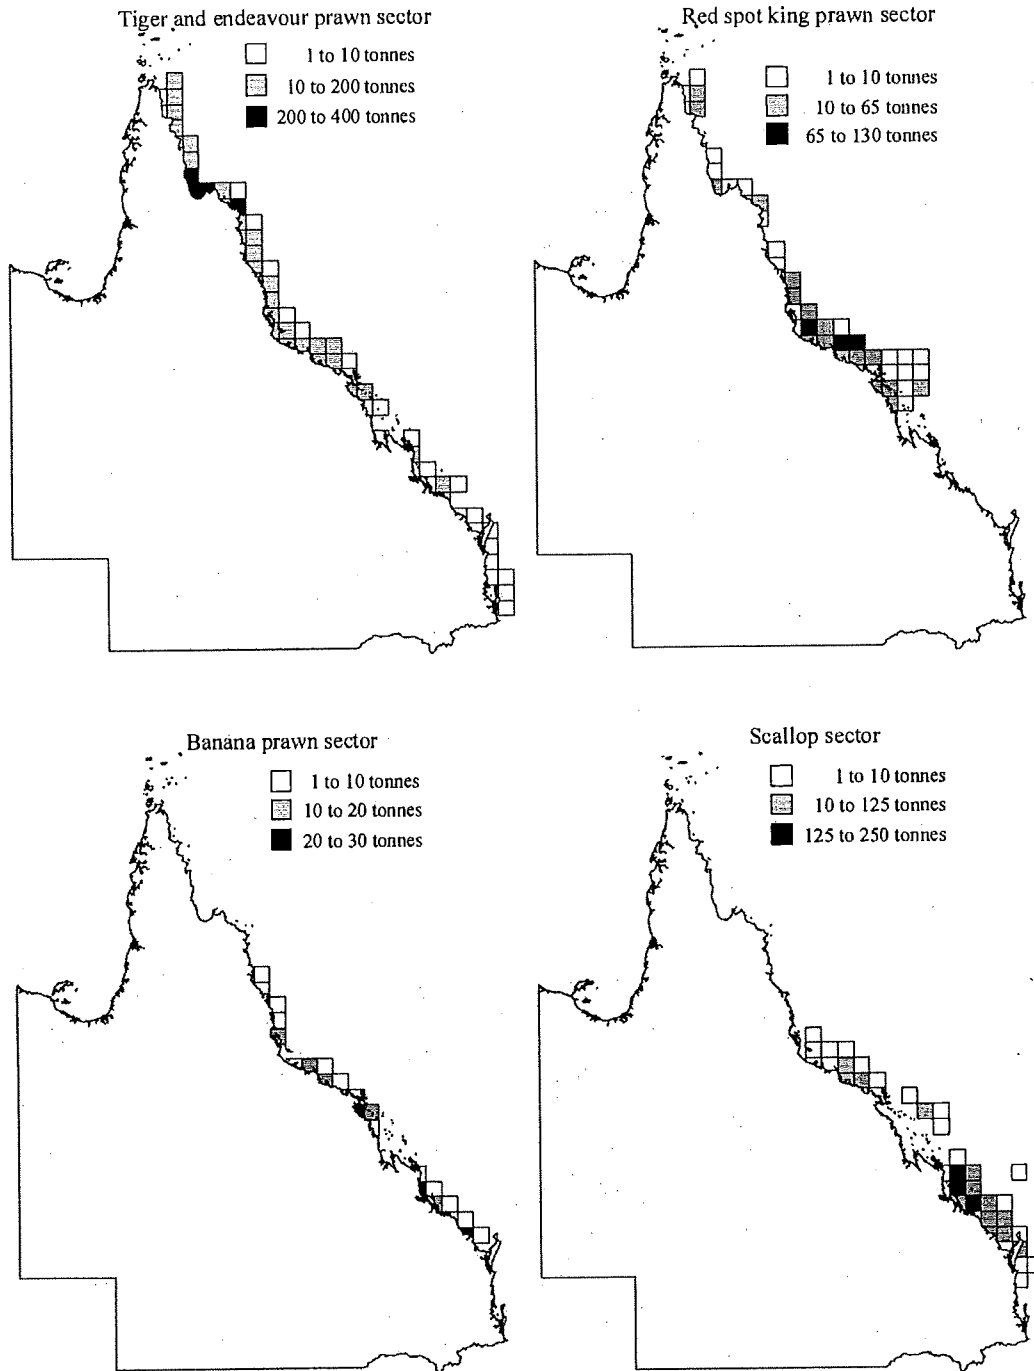 Tiger and endeavour prawn sector
1 to 10 tonnes
10 to 200 tonnes
200 to 400 tonnes
Red spot king prawn sector
1 to 10 tonnes
10 to 65 tonnes
65 to 130 tonnes
Banana prawn sector
1 to 10 tonnes
10 to 20 tonnes
20 to 30 tonnes
Scallop sector
1 to 10 tonnes
10 to 125 tonnes
125 to 250 tonnes